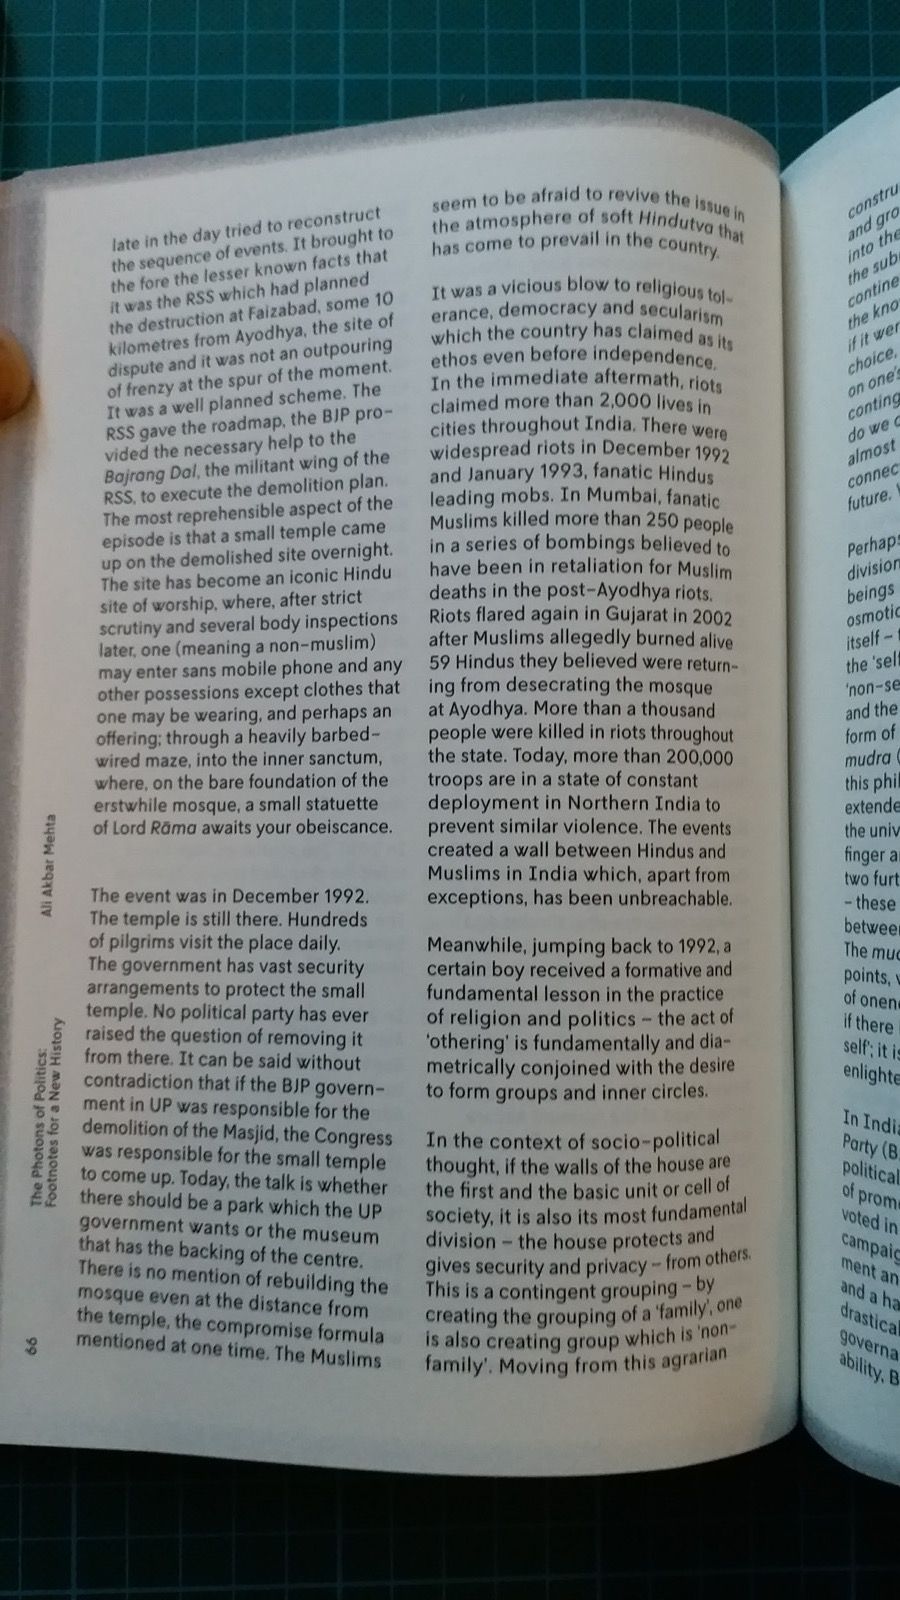 late in the day tried to reconstruct
the sequence of events. It brought to
the fore the lesser known facts that
it was the RSS which had planned
the destruction at Faizabad, some 10
kilometres from Ayodhya, the site of
dispute and it was not an outpouring
of frenzy at the spur of the moment.
It was a well planned scheme. The
RSS gave the roadmap, the BJP pro-
vided the necessary help to the
Bajrang Dal, the militant wing of the
RSS, to execute the demolition plan.
The most reprehensible aspect of the
episode is that a small temple came
up on the demolished site overnight.
The site has become an iconic Hindu
site of worship, where, after strict
scrutiny and several body inspections
later, one (meaning a non-muslim)
may enter sans mobile phone and any
other possessions except clothes that
one may be wearing, and perhaps an
offering; through a heavily barbed-
wired maze, into the inner sanctum,
where, on the bare foundation of the
erstwhile mosque, a small statuette
of Lord Rāma awaits your obeiscance.
The event was in December 1992.
The temple is still there. Hundreds
of pilgrims visit the place daily.
The government has vast security
arrangements to protect the small
temple. No political party has ever
raised the question of removing it
from there. It can be said without
contradiction that if the BJP govern-
ment in UP was responsible for the
demolition of the Masjid, the Congress
was responsible for the small temple
to come up. Today, the talk is whether
there should be a park which the UP
government wants or the museum
that has the backing of the centre.
There is no mention of rebuilding the
mosque even at the distance from
the temple, the compromise formula
mentioned at one time. The Muslims
seem to be afraid to revive the issue in
the atmosphere of soft Hindutva that
has come to prevail in the country.
It was a vicious blow to religious tol-
erance, democracy and secularism
which the country has claimed as its
ethos even before independence.
In the immediate aftermath, riots
claimed more than 2,000 lives in
cities throughout India. There were
widespread riots in December 1992
and January 1993, fanatic Hindus
leading mobs. In Mumbai, fanatic
Muslims killed more than 250 people
in a series of bombings believed to
have been in retaliation for Muslim
deaths in the post-Ayodhya riots.
Riots flared again in Gujarat in 2002
after Muslims allegedly burned alive
59 Hindus they believed were return-
ing from desecrating the mosque
at Ayodhya. More than a thousand
people were killed in riots throughout
the state. Today, more than 200,000
troops are in a state of constant
deployment in Northern India to
prevent similar violence. The events
created a wall between Hindus and
Muslims in India which, apart from
exceptions, has been unbreachable.
Meanwhile, jumping back to 1992, a
certain boy received a formative and
fundamental lesson in the practice
of religion and politics – the act of
'othering' is fundamentally and dia-
metrically conjoined with the desire
to form groups and inner circles.
In the context of socio-political
thought, if the walls of the house are
the first and the basic unit or cell of
society, it is also its most fundamental
division – the house protects and
gives security and privacy – from others.
This is a contingent grouping – by
creating the grouping of a 'family', one
is also creating group which is 'non-
family'. Moving from this agrarian
Ali Akbar Mehta
The Photons of Politics:
Footnotes for a New History
66
constru
and gro
into the
the sub
contine
the kno
if it wer
choice,
on one's
conting
do we c
almost
connec
future.
Perhaps
division
beings
osmotic
itself –
the 'self
'non-se
and the
form of
mudra (
this phil
extende
the univ
finger a
two furt
– these
between
The mud
points,
of onen
if there
self'; it is
enlighte
In India
Party (B
political
of promo
voted in
campaig
ment an
and a ha
drastical
governa
ability, B